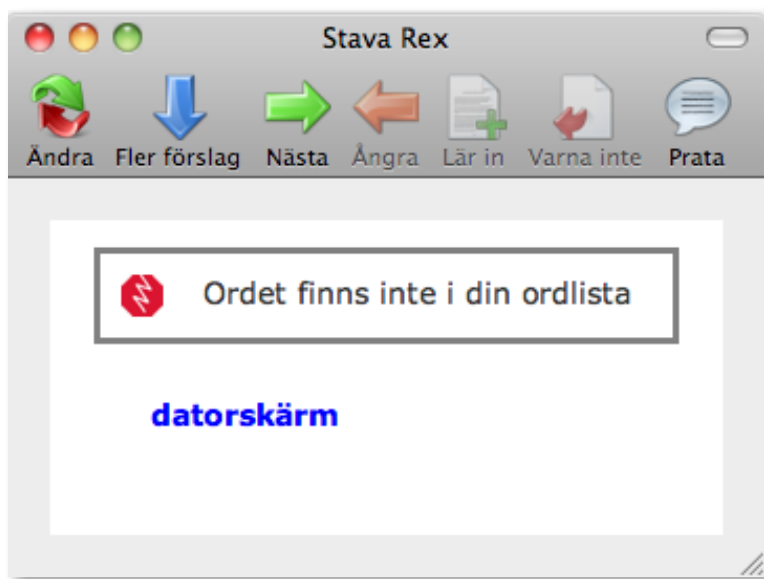 Stava Rex
Ändra Fler förslag Nästa Ångra Lär in Varna inte Prata
Ordet finns inte i din ordlista
datorskärm